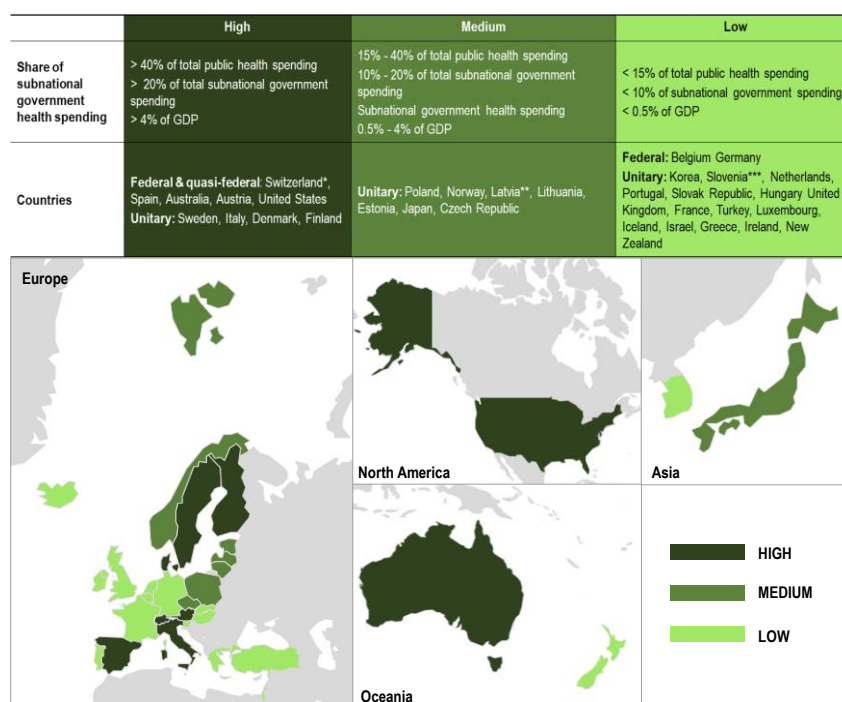 High
Medium
Low
Share of
subnational
government
health spending
> 40% of total public health spending
> 20% of total subnational government
spending
> 4% of GDP
15% - 40% of total public health spending
10% - 20% of total subnational government
spending
Subnational government health spending
0.5% - 4% of GDP
< 15% of total public health spending
< 10% of subnational government spending
< 0.5% of GDP
Countries
Federal & quasi-federal: Switzerland*,
Spain, Australia, Austria, United States
Unitary: Sweden, Italy, Denmark, Finland
Unitary: Poland, Norway, Latvia**, Lithuania,
Estonia, Japan, Czech Republic
Federal: Belgium Germany
Unitary: Korea, Slovenia***, Netherlands,
Portugal, Slovak Republic, Hungary United
Kingdom, France, Turkey, Luxembourg,
Iceland, Israel, Greece, Ireland, New
Zealand
Europe
North America
Asia
Oceania
HIGH
MEDIUM
LOW